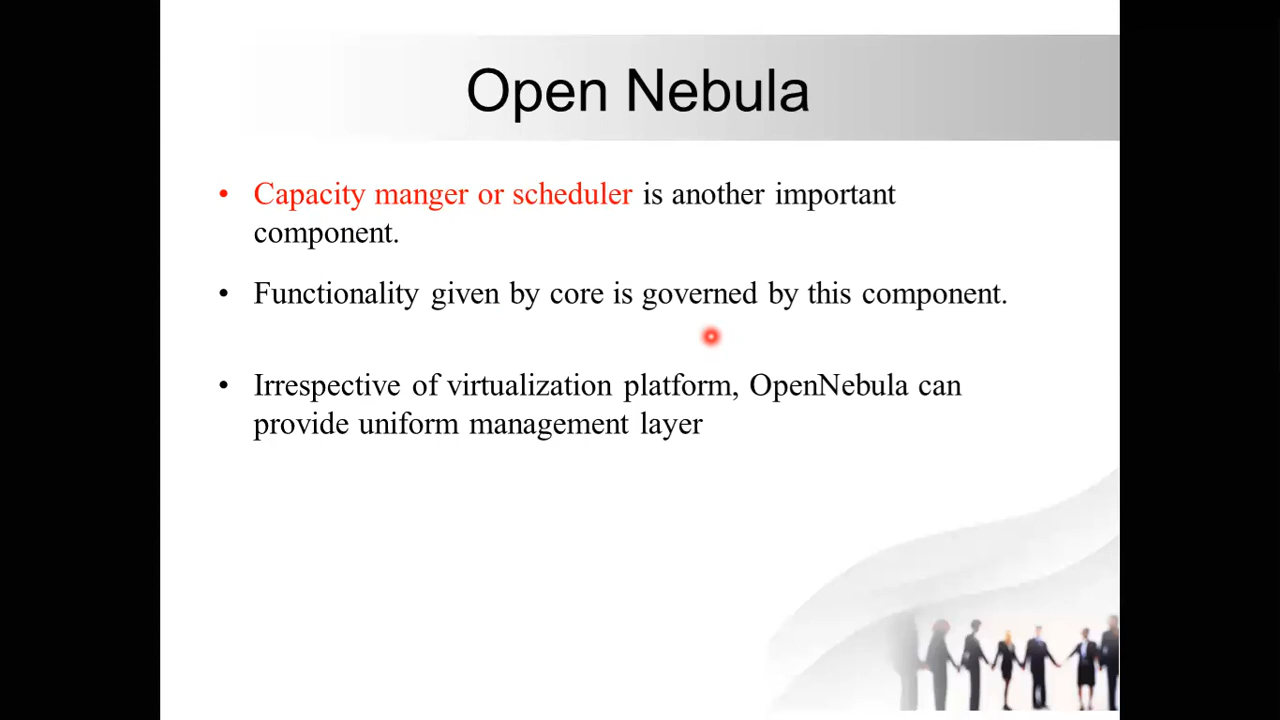 Open Nebula
• Capacity manger or scheduler is another important
component.
• Functionality given by core is governed by this component.
• Irrespective of virtualization platform, OpenNebula can
provide uniform management layer